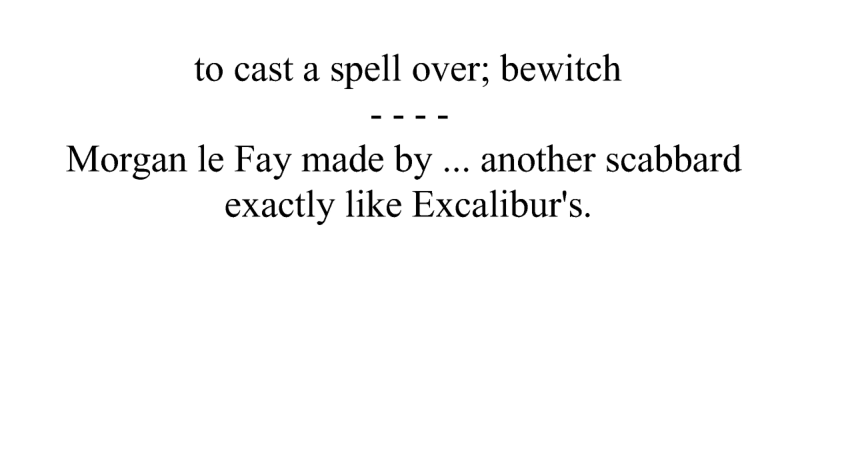 to cast a spell over; bewitch
- - - -
Morgan le Fay made by ... another scabbard
exactly like Excalibur's.